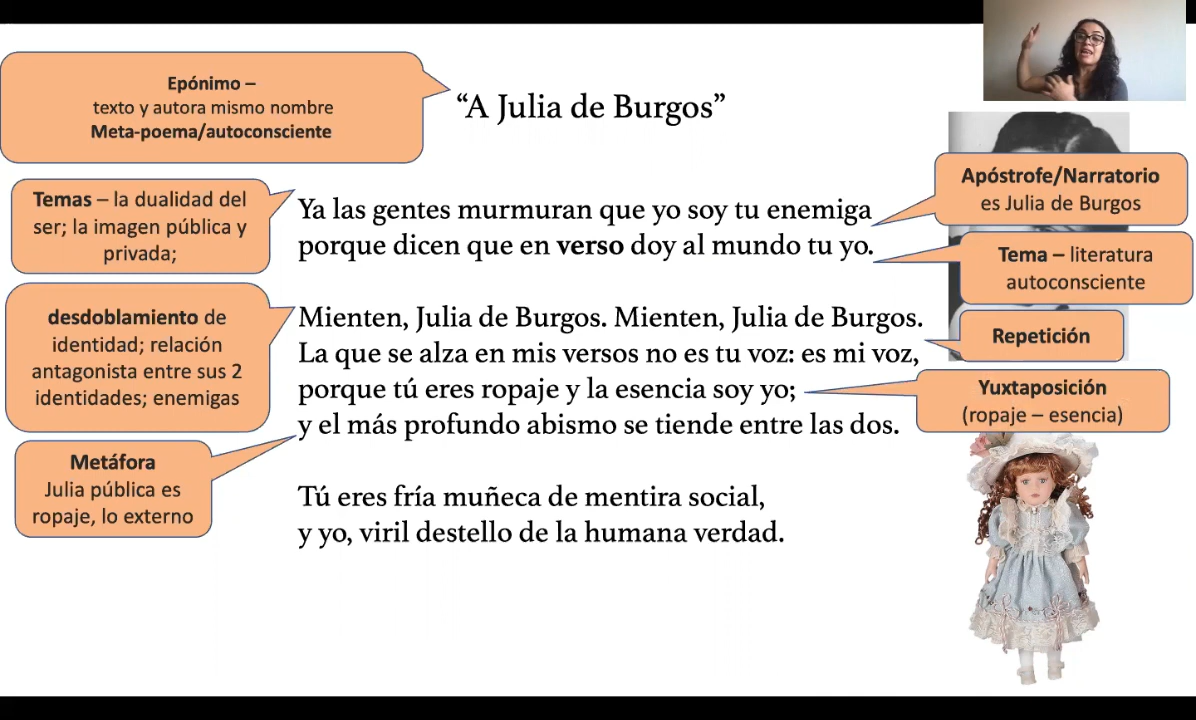 Epónimo –
texto y autora mismo nombre
Meta-poema/autoconsciente
“A Julia de Burgos”
Temas – la dualidad del
ser; la imagen pública y
privada;
Ya las gentes murmuran que yo soy tu enemiga
porque dicen que en verso doy al mundo tu yo.
Apóstrofe/Narratorio
es Julia de Burgos
Tema – literatura
autoconsciente
desdoblamiento de
identidad; relación
antagonista entre sus 2
identidades; enemigas
Mienten, Julia de Burgos. Mienten, Julia de Burgos.
La que se alza en mis versos no es tu voz: es mi voz,
porque tú eres ropaje y la esencia soy yo;
y el más profundo abismo se tiende entre las dos.
Repetición
Yuxtaposición
(ropaje – esencia)
Metáfora
Julia pública es
ropaje, lo externo
Tú eres fría muñeca de mentira social,
y yo, viril destello de la humana verdad.